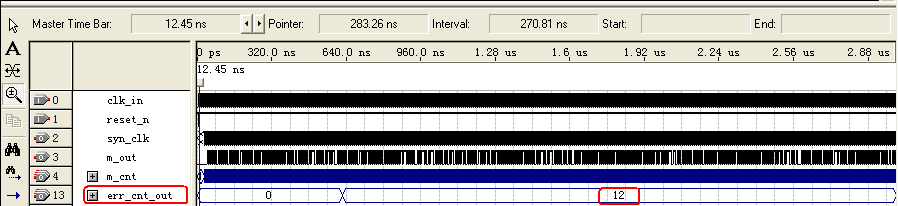 Master Time Bar: 12.45 ns Pointer: 283.26 ns Interval: 270.81 ns Start: End:
A
0 ps 320.0 ns 640.0 ns 960.0 ns 1.28 us 1.6 us 1.92 us 2.24 us 2.56 us 2.88 us
12.45 ns
0 clk_in
1 reset_n
2 syn_clk
3 m_out
4 m_cnt
13 err_cnt_out 0 12